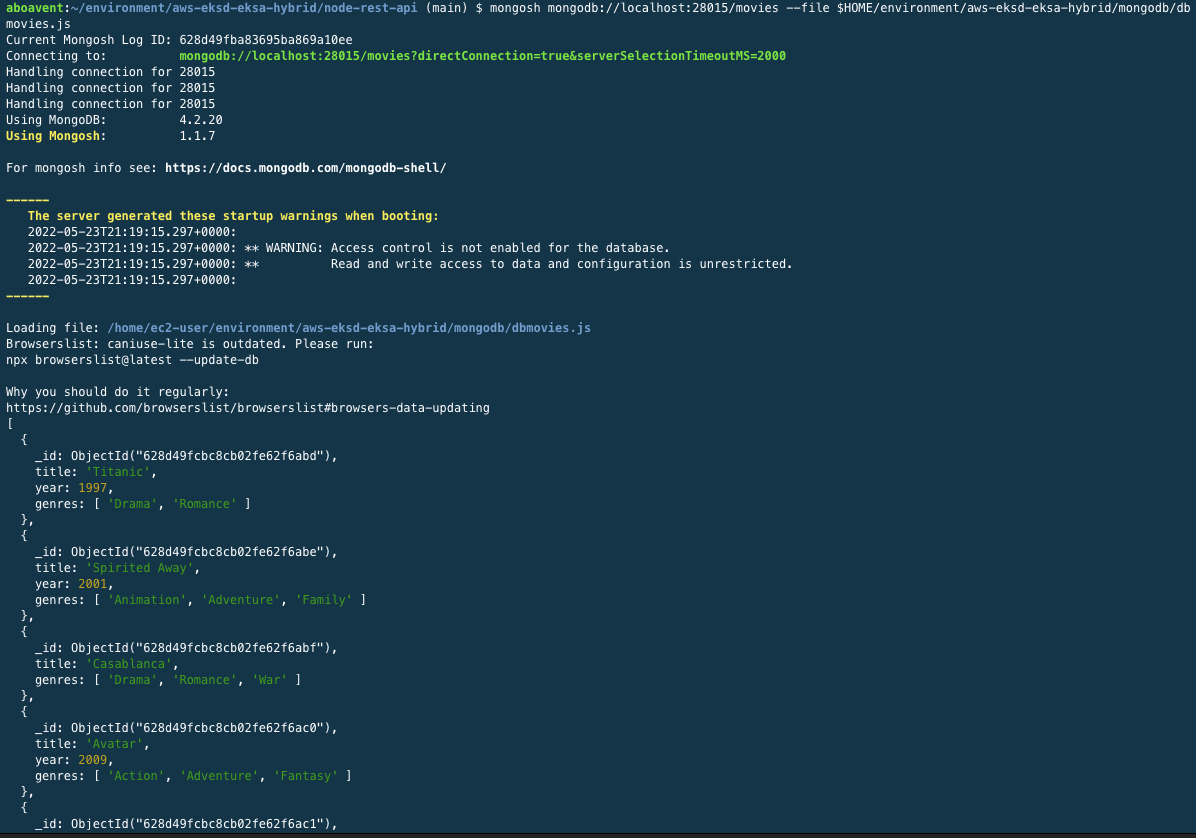 aboavent:~/environment/aws-eksd-eksa-hybrid/node-rest-api (main) $ mongosh mongodb://localhost:28015/movies --file $HOME/environment/aws-eksd-eksa-hybrid/mongodb/db
movies.js
Current Mongosh Log ID: 628d49fba83695ba869a10ee
Connecting to:          mongodb://localhost:28015/movies?directConnection=true&serverSelectionTimeoutMS=2000
Handling connection for 28015
Handling connection for 28015
Handling connection for 28015
Using MongoDB:          4.2.20
Using Mongosh:          1.1.7

For mongosh info see: https://docs.mongodb.com/mongodb-shell/

------
   The server generated these startup warnings when booting:
   2022-05-23T21:19:15.297+0000:
   2022-05-23T21:19:15.297+0000: ** WARNING: Access control is not enabled for the database.
   2022-05-23T21:19:15.297+0000: **          Read and write access to data and configuration is unrestricted.
   2022-05-23T21:19:15.297+0000:
------

Loading file: /home/ec2-user/environment/aws-eksd-eksa-hybrid/mongodb/dbmovies.js
Browserslist: caniuse-lite is outdated. Please run:
npx browserslist@latest --update-db

Why you should do it regularly:
https://github.com/browserslist/browserslist#browsers-data-updating
[
  {
    _id: ObjectId("628d49fcbc8cb02fe62f6abd"),
    title: 'Titanic',
    year: 1997,
    genres: [ 'Drama', 'Romance' ]
  },
  {
    _id: ObjectId("628d49fcbc8cb02fe62f6abe"),
    title: 'Spirited Away',
    year: 2001,
    genres: [ 'Animation', 'Adventure', 'Family' ]
  },
  {
    _id: ObjectId("628d49fcbc8cb02fe62f6abf"),
    title: 'Casablanca',
    genres: [ 'Drama', 'Romance', 'War' ]
  },
  {
    _id: ObjectId("628d49fcbc8cb02fe62f6ac0"),
    title: 'Avatar',
    year: 2009,
    genres: [ 'Action', 'Adventure', 'Fantasy' ]
  },
  {
    _id: ObjectId("628d49fcbc8cb02fe62f6ac1"),